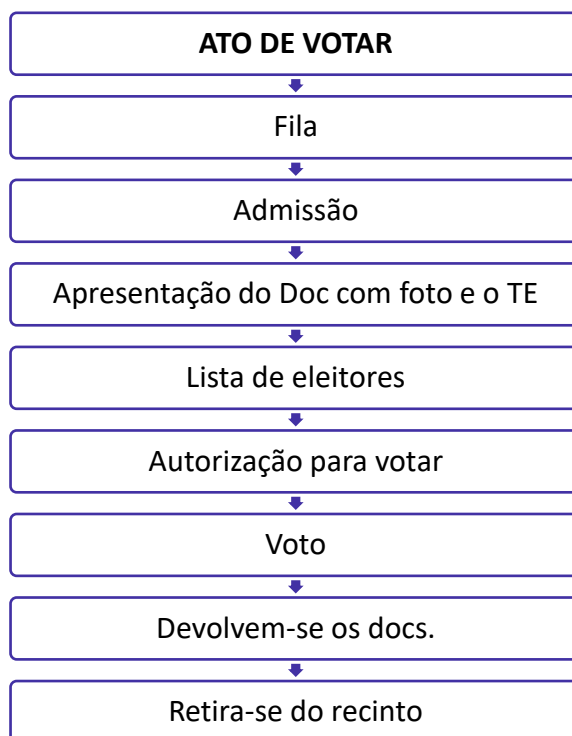 ATO DE VOTAR
Fila
Admissão
Apresentação do Doc com foto e o TE
Lista de eleitores
Autorização para votar
Voto
Devolvem-se os docs.
Retira-se do recinto